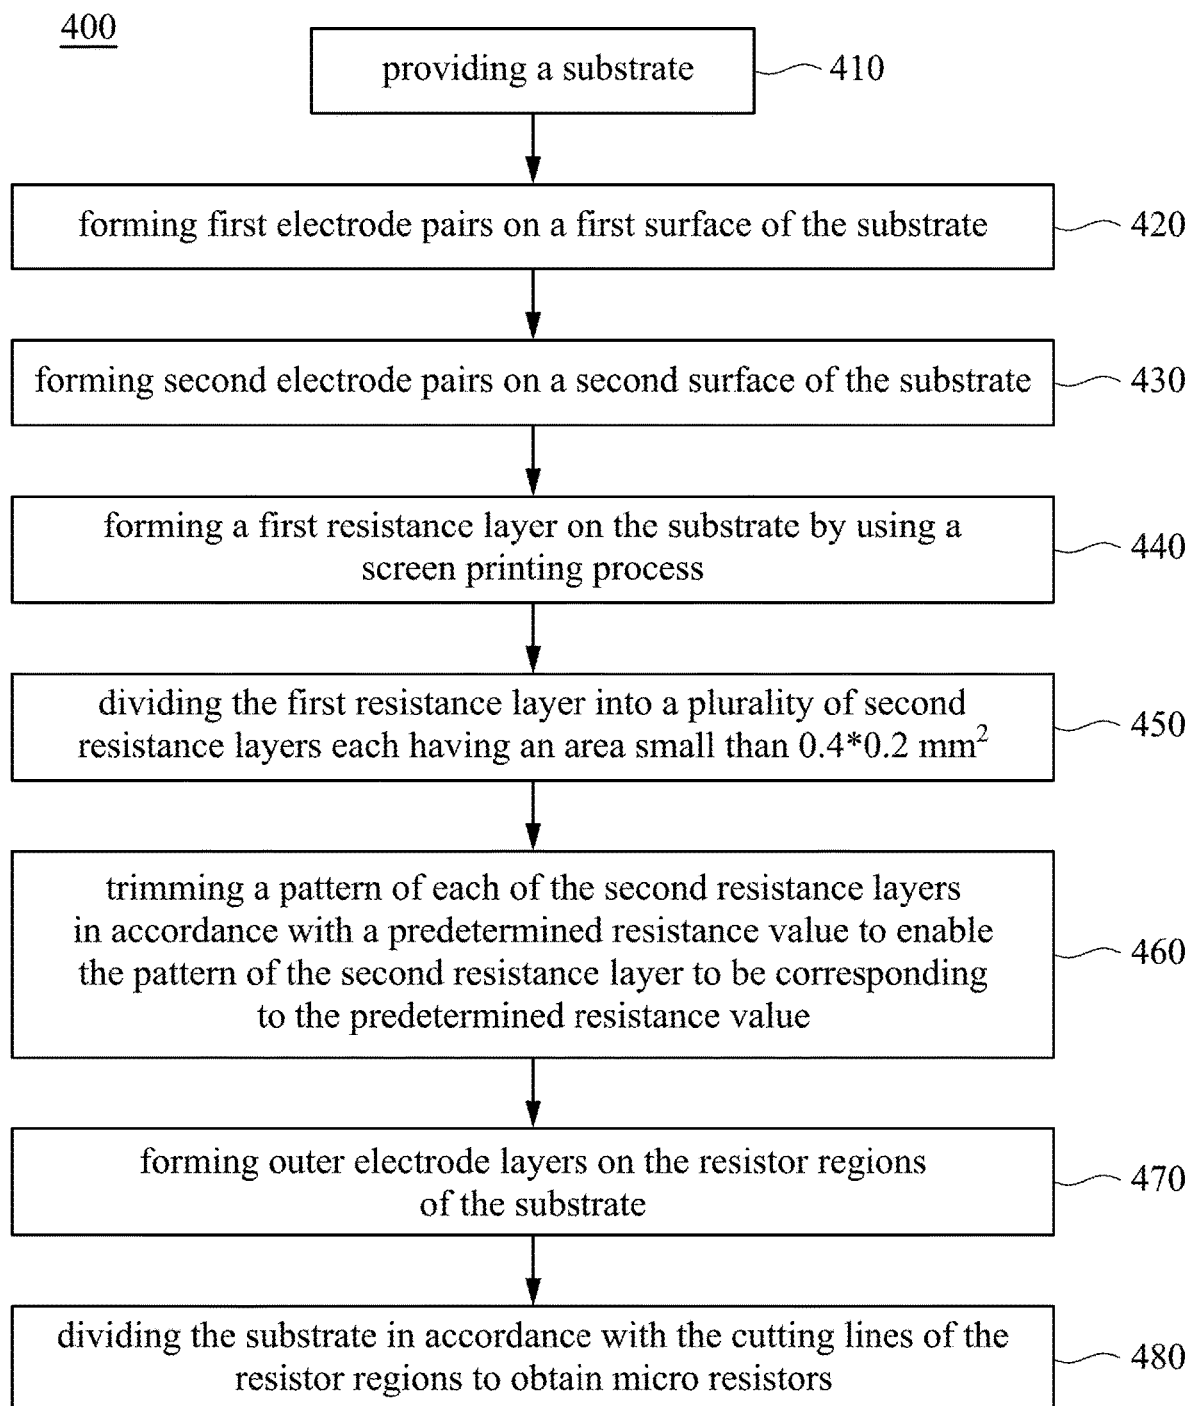 400
providing a substrate
410
forming first electrode pairs on a first surface of the substrate
420
forming second electrode pairs on a second surface of the substrate
430
forming a first resistance layer on the substrate by using a
screen printing process
440
dividing the first resistance layer into a plurality of second
resistance layers each having an area small than 0.4*0.2 mm²
450
trimming a pattern of each of the second resistance layers
in accordance with a predetermined resistance value to enable
the pattern of the second resistance layer to be corresponding
to the predetermined resistance value
460
forming outer electrode layers on the resistor regions
of the substrate
470
dividing the substrate in accordance with the cutting lines of the
resistor regions to obtain micro resistors
480